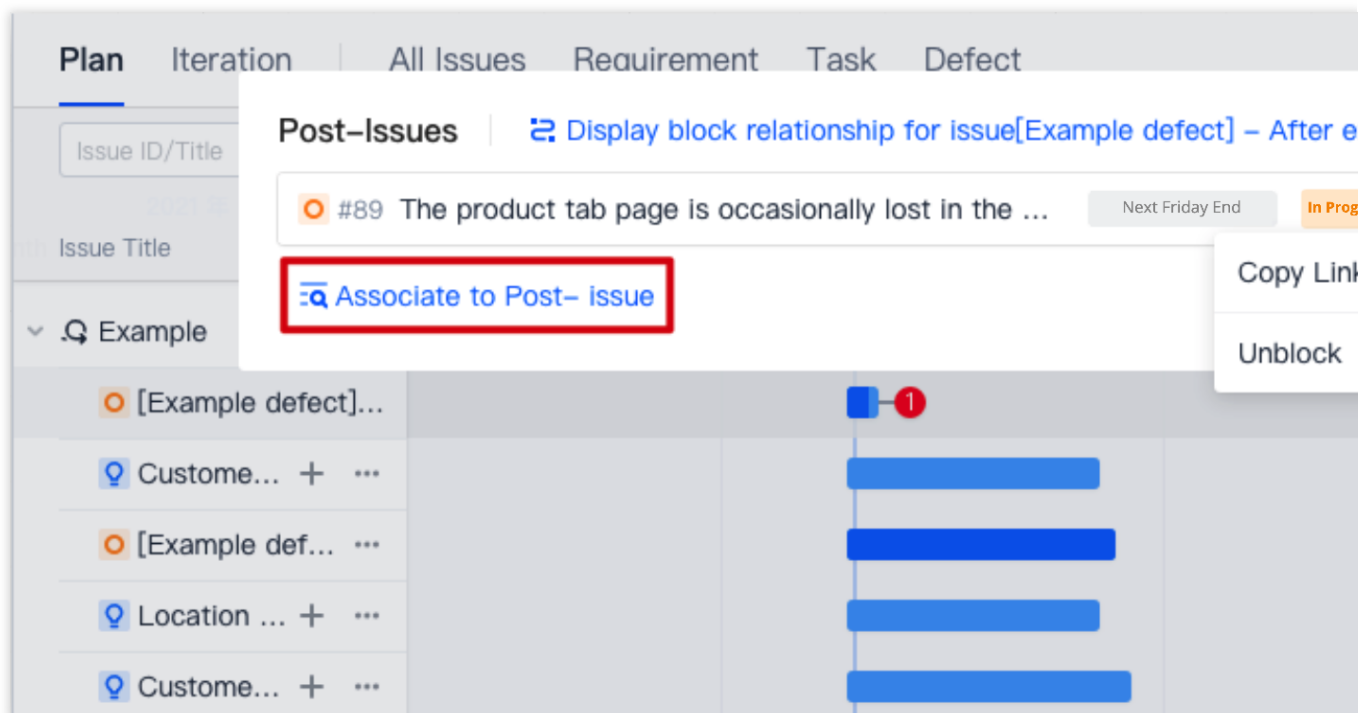 Plan Iteration All Issues Requirement Task Defect
Post-Issues Display block relationship for issue[Example defect] - After e
Issue ID/Title
#89 The product tab page is occasionally lost in the ... Next Friday End In Prog
Issue Title
Copy Link
Associate to Post- issue
Example
Unblock
[Example defect]...
1
Custome... + ...
[Example def... ...
Location ... + ...
Custome... + ...